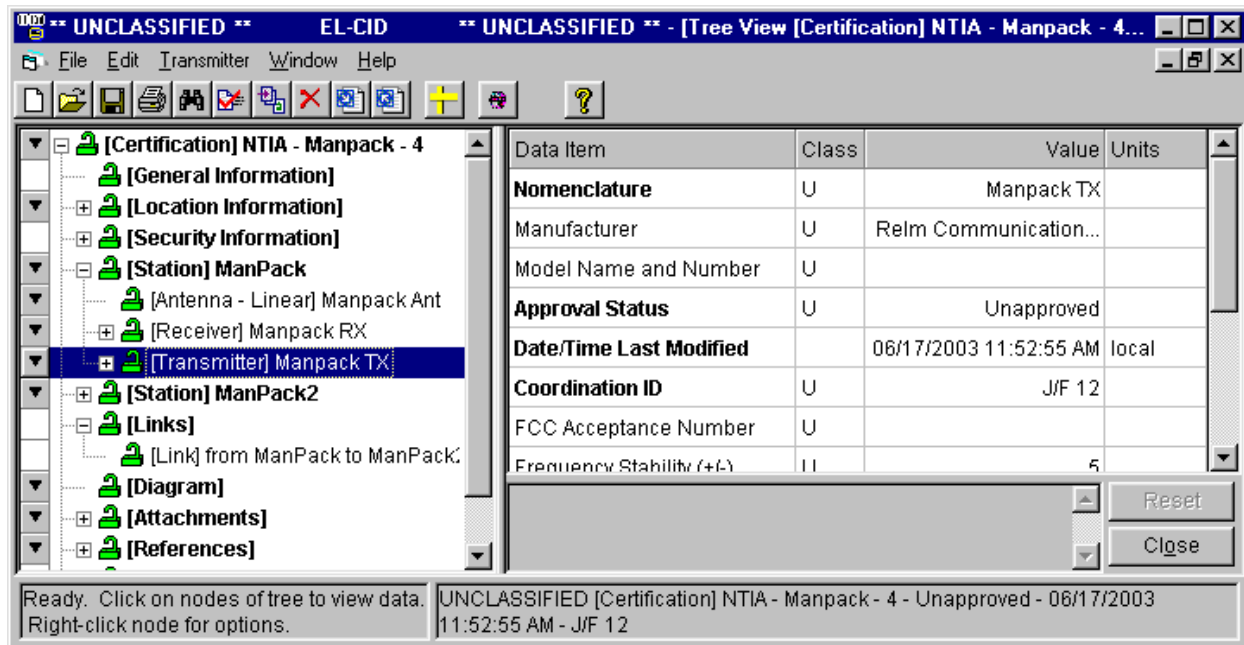 ** UNCLASSIFIED ** EL-CID ** UNCLASSIFIED ** - [Tree View [Certification] NTIA - Manpack - 4...
File Edit Transmitter Window Help
[Certification] NTIA - Manpack - 4
[General Information]
[Location Information]
[Security Information]
[Station] ManPack
[Antenna - Linear] Manpack Ant
[Receiver] Manpack RX
[Transmitter] Manpack TX
[Station] ManPack2
[Links]
[Link] from ManPack to ManPack2
[Diagram]
[Attachments]
[References]
Data Item Class Value Units
Nomenclature U Manpack TX
Manufacturer U Relm Communication...
Model Name and Number U
Approval Status U Unapproved
Date/Time Last Modified 06/17/2003 11:52:55 AM local
Coordination ID U J/F 12
FCC Acceptance Number U
Frequency Stability (+/-) U 5
Reset
Close
Ready. Click on nodes of tree to view data.
Right-click node for options.
UNCLASSIFIED [Certification] NTIA - Manpack - 4 - Unapproved - 06/17/2003
11:52:55 AM - J/F 12